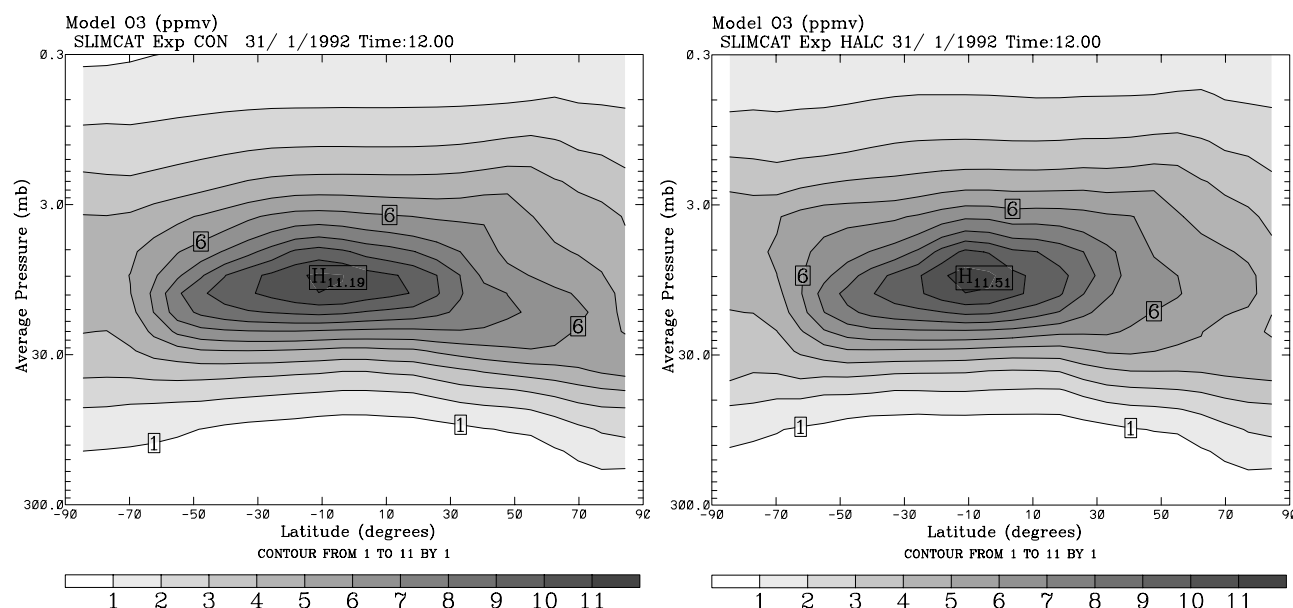 Model O3 (ppmv)
SLIMCAT Exp CON 31/ 1/1992 Time:12.00
0.3
3.0
30.0
300.0
Average Pressure (mb)
6
6
H 11.19
6
1
1
-90 -70 -50 -30 -10 10 30 50 70 90
Latitude (degrees)
CONTOUR FROM 1 TO 11 BY 1
1 2 3 4 5 6 7 8 9 10 11
Model O3 (ppmv)
SLIMCAT Exp HALC 31/ 1/1992 Time:12.00
0.3
3.0
30.0
300.0
Average Pressure (mb)
6
6
H 11.51
6
1
1
-90 -70 -50 -30 -10 10 30 50 70 90
Latitude (degrees)
CONTOUR FROM 1 TO 11 BY 1
1 2 3 4 5 6 7 8 9 10 11